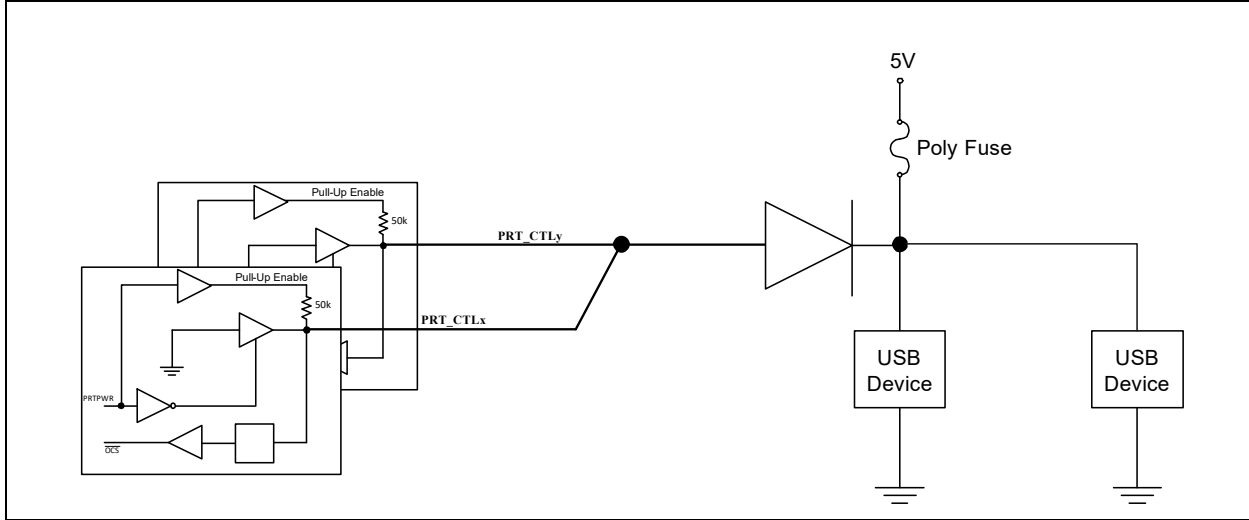 5V
Poly Fuse
Pull-Up Enable
50k
PRT_CTLy
Pull-Up Enable
50k
PRT_CTLx
PRTPWR
OCS
USB
Device
USB
Device